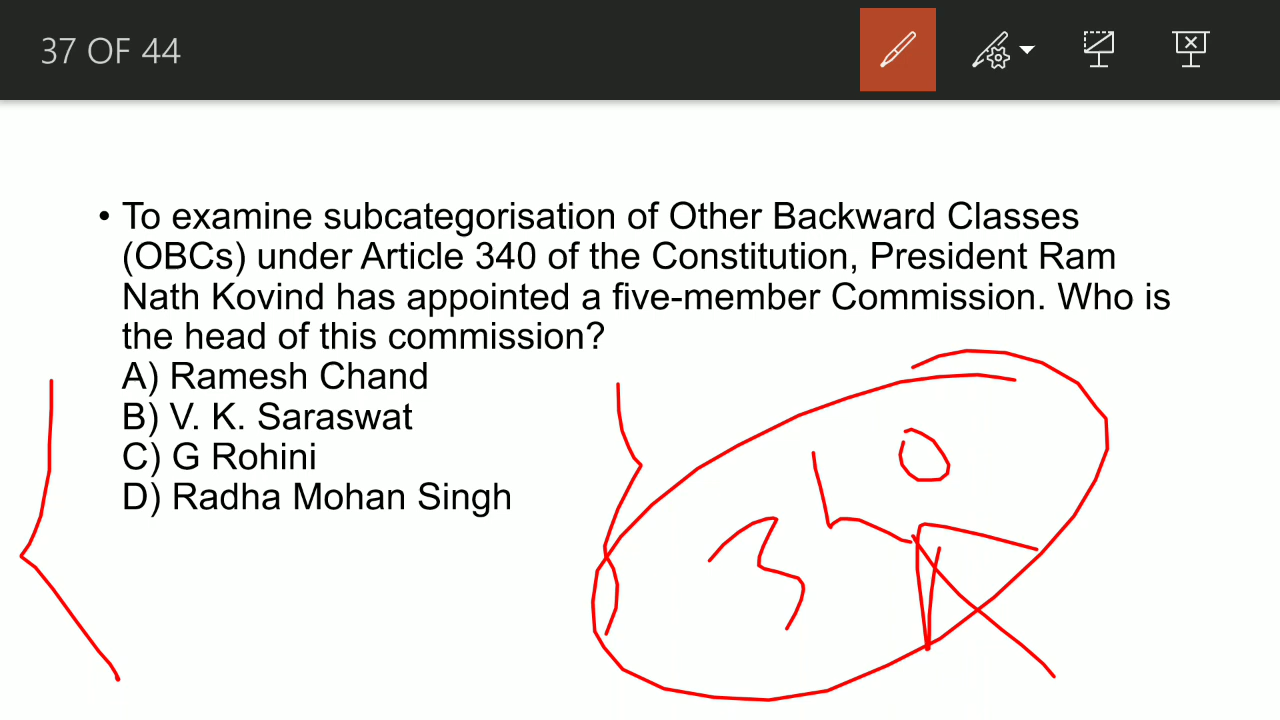 37 OF 44
• To examine subcategorisation of Other Backward Classes
(OBCs) under Article 340 of the Constitution, President Ram
Nath Kovind has appointed a five-member Commission. Who is
the head of this commission?
A) Ramesh Chand
B) V. K. Saraswat
C) G Rohini
D) Radha Mohan Singh
340